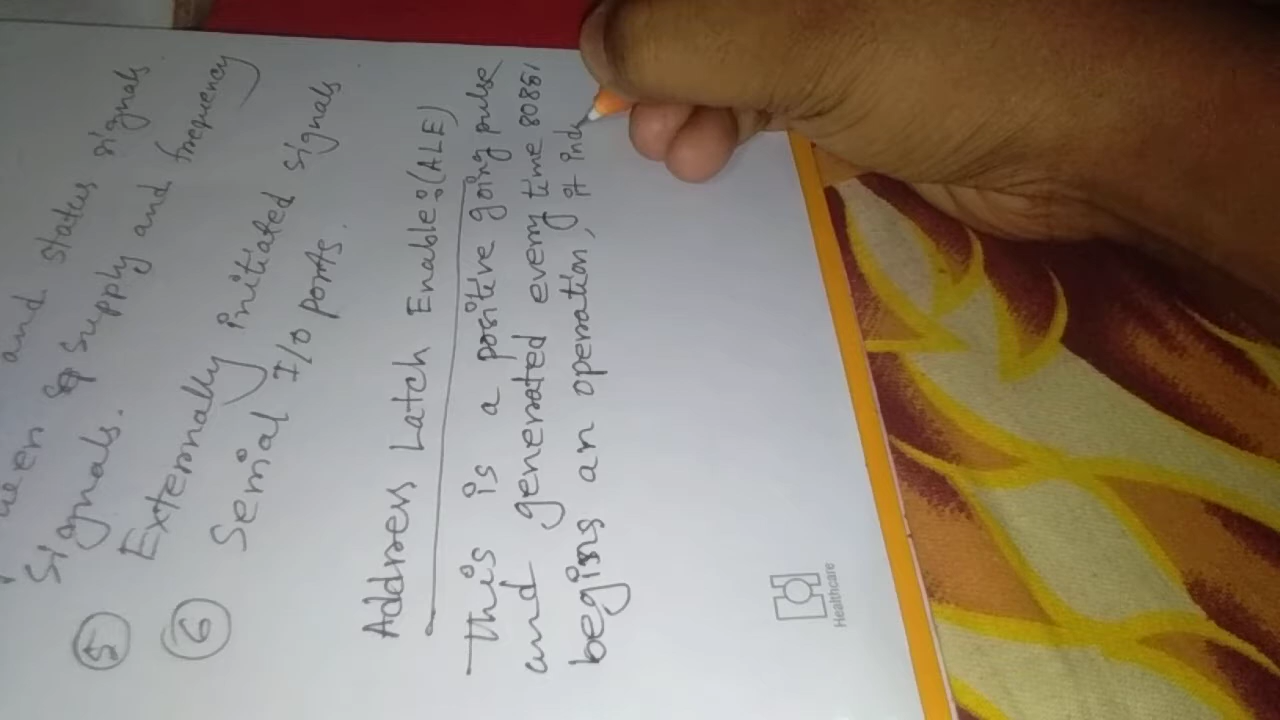 and status signals
supply and frequency
signals.
⑤ Externally initiated signals
⑥ Serial I/O ports.
Address Latch Enable:(ALE)
This is a positive going pulse
and generated every time 8085,
begins an operation, it ind
Healthcare